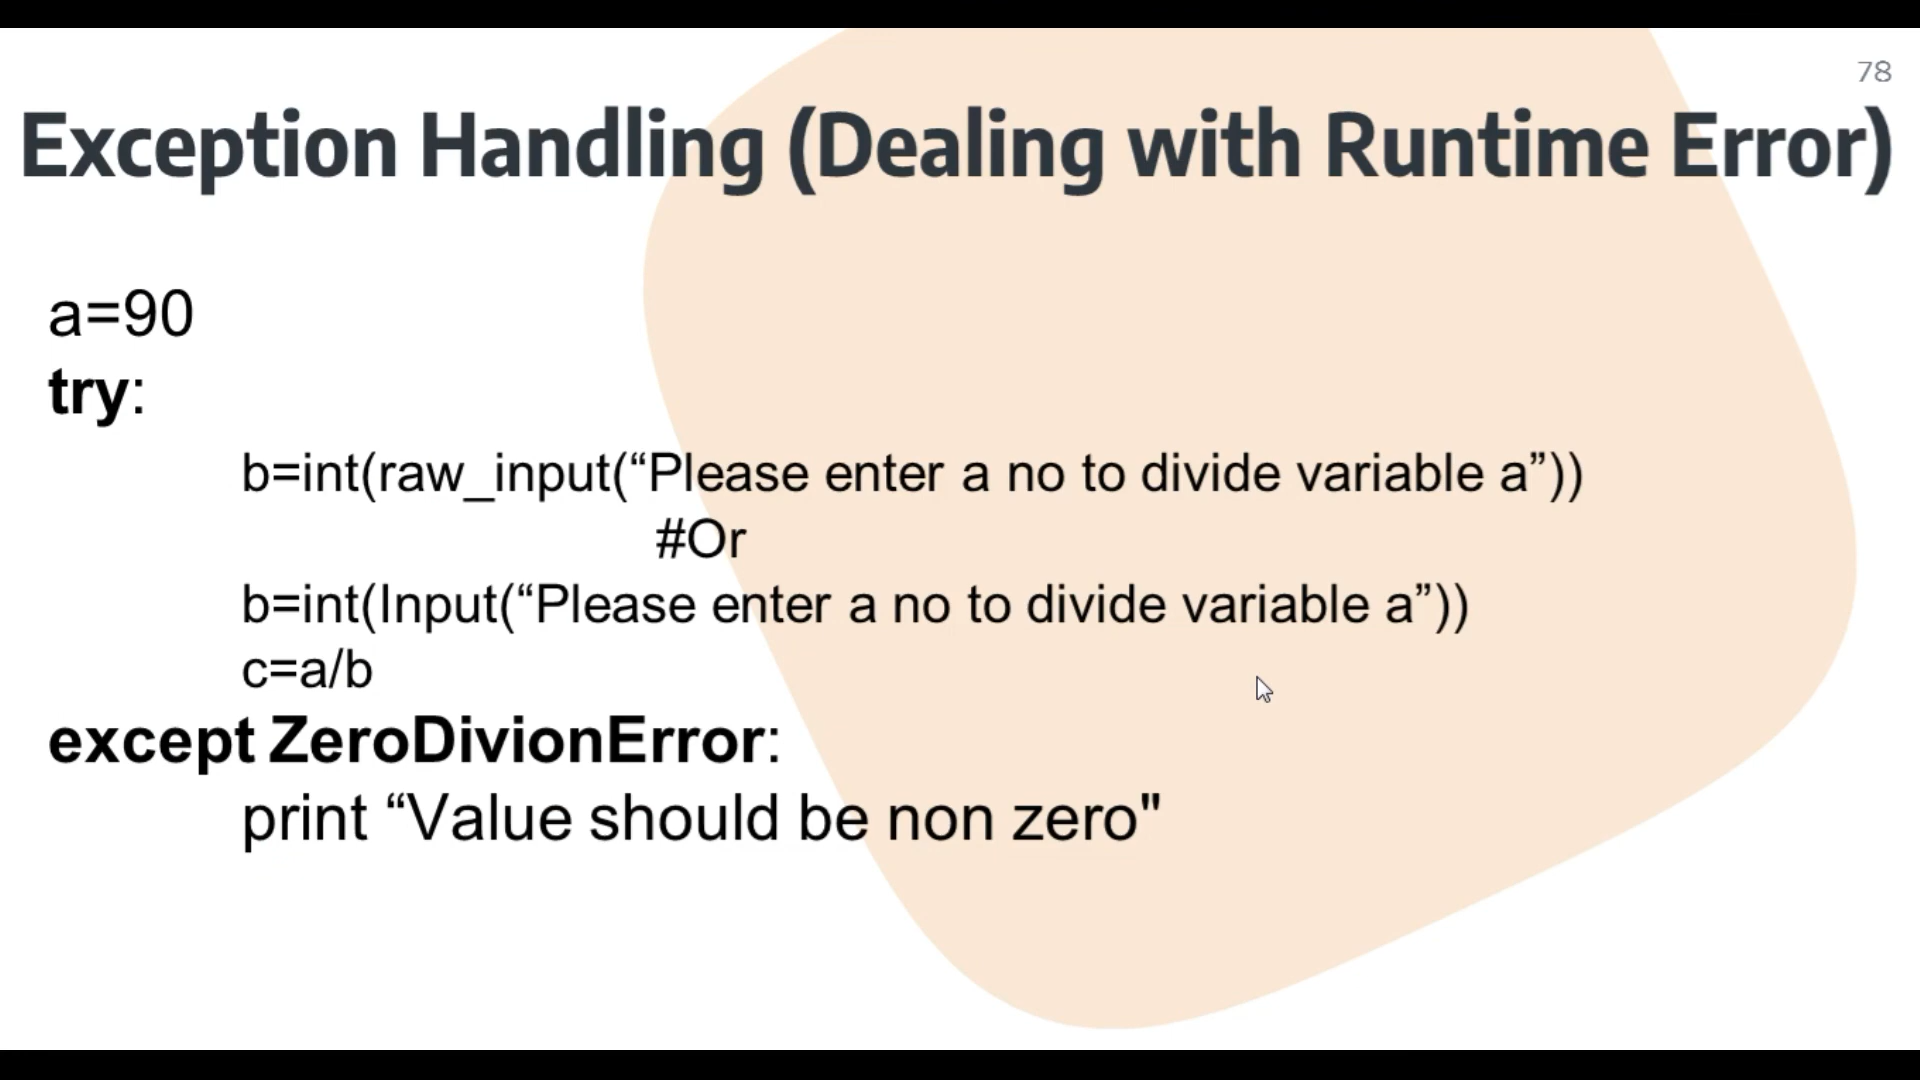 78
Exception Handling (Dealing with Runtime Error)
a=90
try:
b=int(raw_input(“Please enter a no to divide variable a”))
#Or
b=int(Input(“Please enter a no to divide variable a”))
c=a/b
except ZeroDivionError:
print “Value should be non zero"